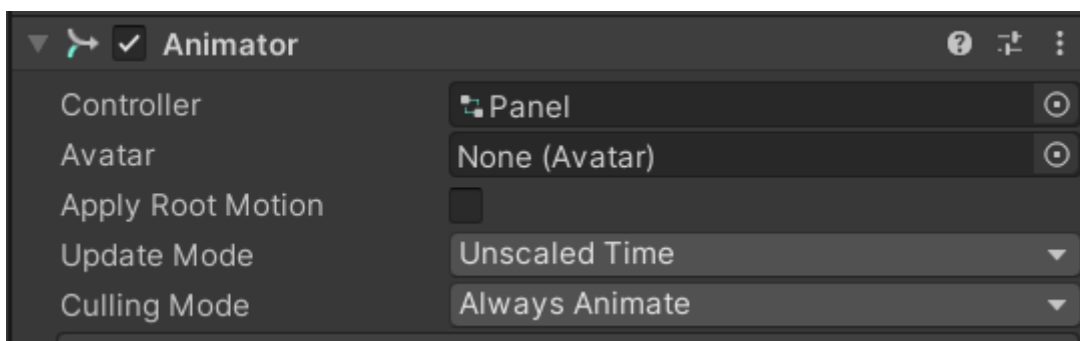 Animator
Controller Panel
Avatar None (Avatar)
Apply Root Motion
Update Mode Unscaled Time
Culling Mode Always Animate